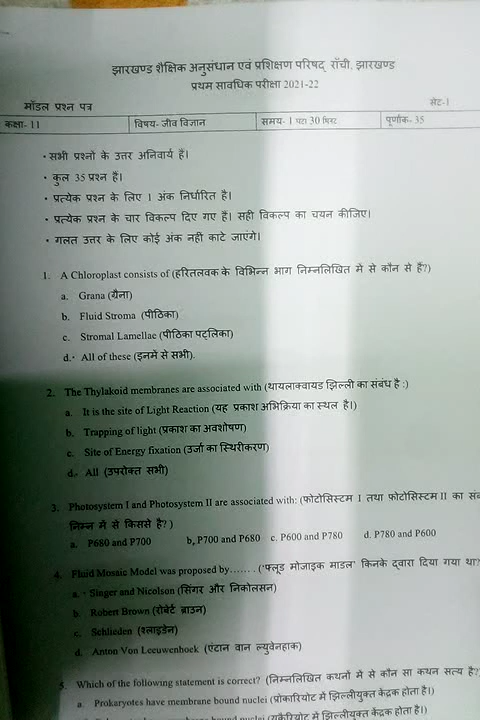 झारखण्ड शैक्षिक अनुसंधान एवं प्रशिक्षण परिषद् राँची, झारखण्ड
प्रथम सावधिक परीक्षा 2021-22
मॉडल प्रश्न पत्र सेट-1
कक्षा- 11 विषय- जीव विज्ञान समय- 1 घंटा 30 मिनट पूर्णांक- 35
• सभी प्रश्नों के उत्तर अनिवार्य हैं।
• कुल 35 प्रश्न हैं।
• प्रत्येक प्रश्न के लिए 1 अंक निर्धारित है।
• प्रत्येक प्रश्न के चार विकल्प दिए गए हैं। सही विकल्प का चयन कीजिए।
• गलत उत्तर के लिए कोई अंक नहीं काटे जाएंगे।
1. A Chloroplast consists of (हरितलवक के विभिन्न भाग निम्नलिखित में से कौन से हैं?)
a. Grana (ग्रैना)
b. Fluid Stroma (पीठिका)
c. Stromal Lamellae (पीठिका पट्लिका)
d. All of these (इनमें से सभी).
2. The Thylakoid membranes are associated with (थायलाक्वायड झिल्ली का संबंध है :)
a. It is the site of Light Reaction (यह प्रकाश अभिक्रिया का स्थल है।)
b. Trapping of light (प्रकाश का अवशोषण)
c. Site of Energy fixation (उर्जा का स्थिरीकरण)
d. All (उपरोक्त सभी)
3. Photosystem I and Photosystem II are associated with: (फोटोसिस्टम I तथा फोटोसिस्टम II का
निम्न में से किससे है? )
a. P680 and P700 b, P700 and P680 c. P600 and P780 d. P780 and P600
4. Fluid Mosaic Model was proposed by....... . ('फ्लूड मोजाइक माडल' किनके द्वारा दिया गया था?
a. Singer and Nicolson (सिंगर और निकोलसन)
b. Robert Brown (रोबेर्ट ब्राउन)
c. Schlieden (श्लाइडेन)
d. Anton Von Leeuwenhoek (एंटान वान ल्युवेनहाक)
5. Which of the following statement is correct? (निम्नलिखित कथनों में से कौन सा कथन सत्य है?
a. Prokaryotes have membrane bound nuclei (प्रोकारियोट में झिल्लीयुक्त केंद्रक होता है।)